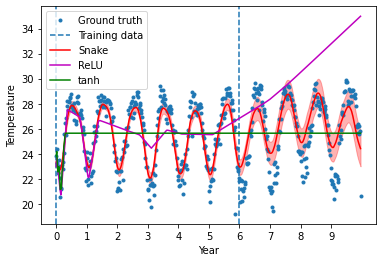 Ground truth
Training data
Snake
ReLU
tanh
Temperature
34
32
30
28
26
24
22
20
0 1 2 3 4 5 6 7 8 9
Year